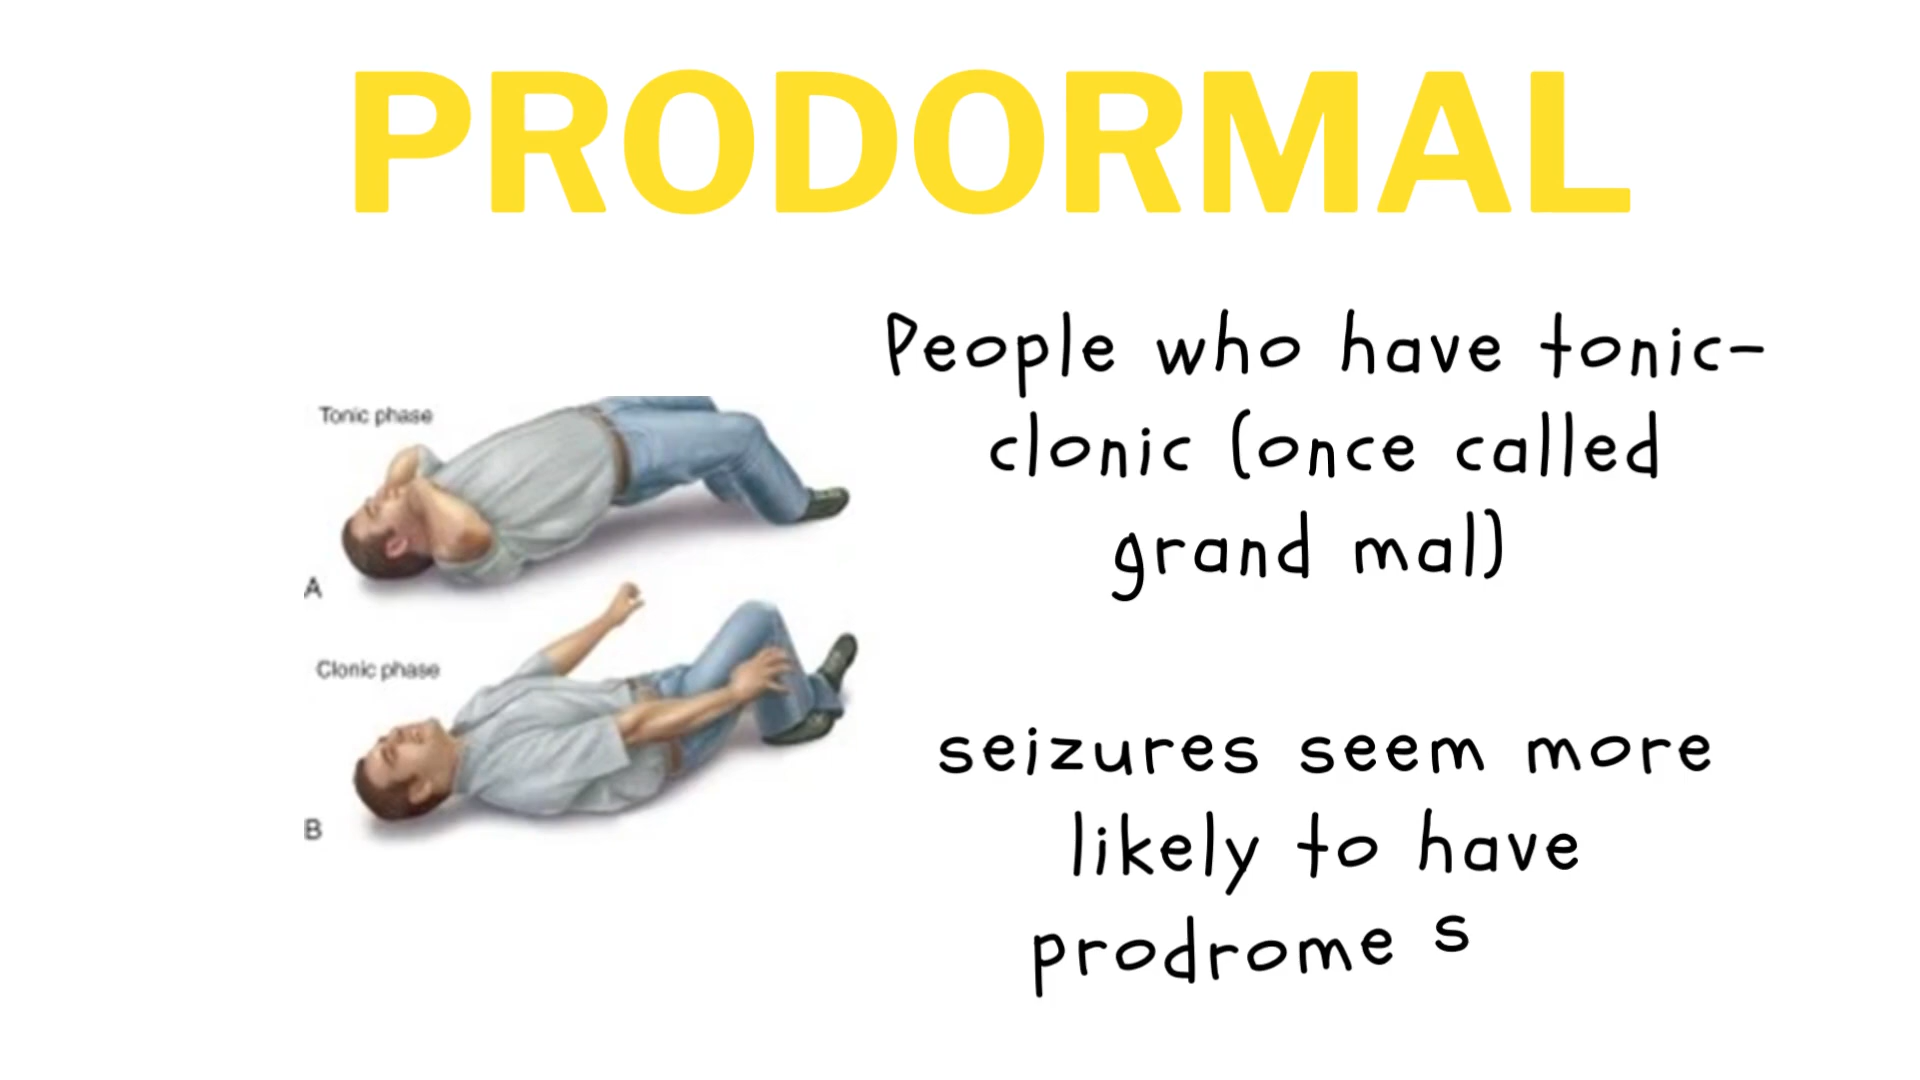 PRODORMAL
People who have tonic-
clonic (once called
grand mal)
seizures seem more
likely to have
prodrome s
Tonic phase
A
Clonic phase
B